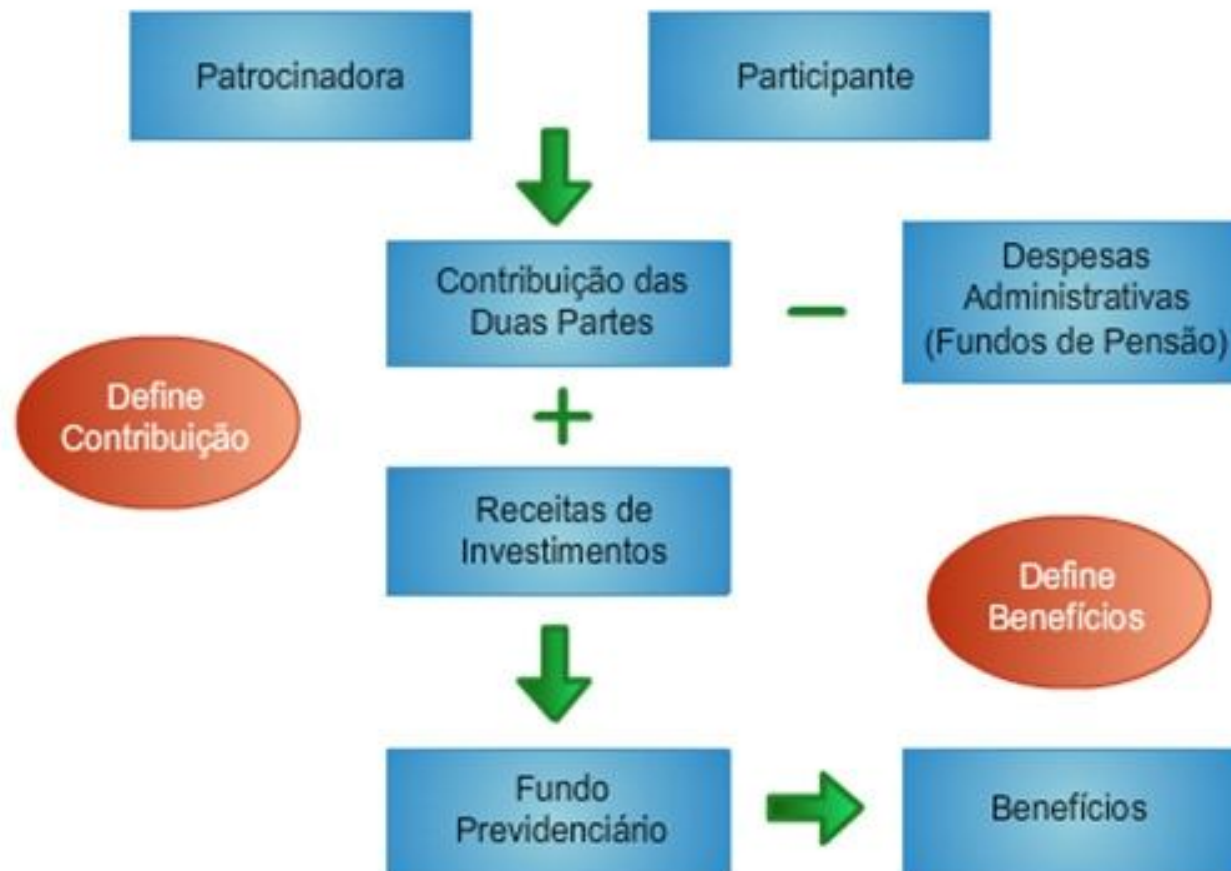 Patrocinadora
Participante
Contribuição das
Duas Partes
Despesas
Administrativas
(Fundos de Pensão)
Define
Contribuição
Receitas de
Investimentos
Define
Benefícios
Fundo
Previdenciário
Benefícios